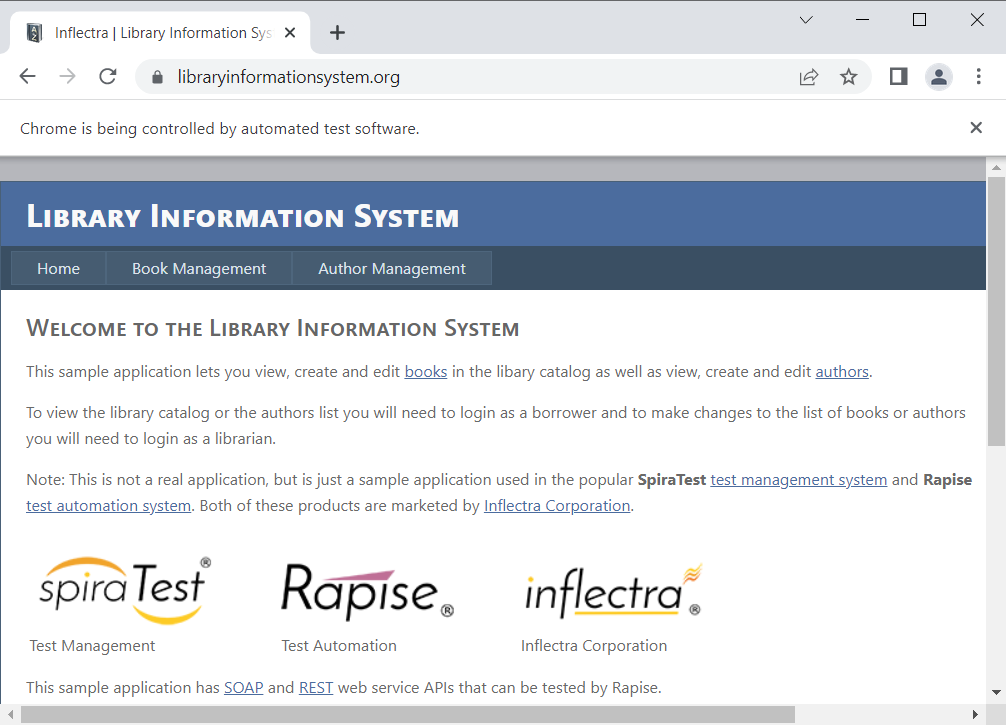 Inflectra | Library Information Sys
libraryinformationsystem.org
Chrome is being controlled by automated test software.
Library Information System
Home Book Management Author Management
Welcome to the Library Information System
This sample application lets you view, create and edit books in the libary catalog as well as view, create and edit authors.
To view the library catalog or the authors list you will need to login as a borrower and to make changes to the list of books or authors
you will need to login as a librarian.
Note: This is not a real application, but is just a sample application used in the popular SpiraTest test management system and Rapise
test automation system. Both of these products are marketed by Inflectra Corporation.
spiraTest® Rapise® inflectra®
Test Management Test Automation Inflectra Corporation
This sample application has SOAP and REST web service APIs that can be tested by Rapise.